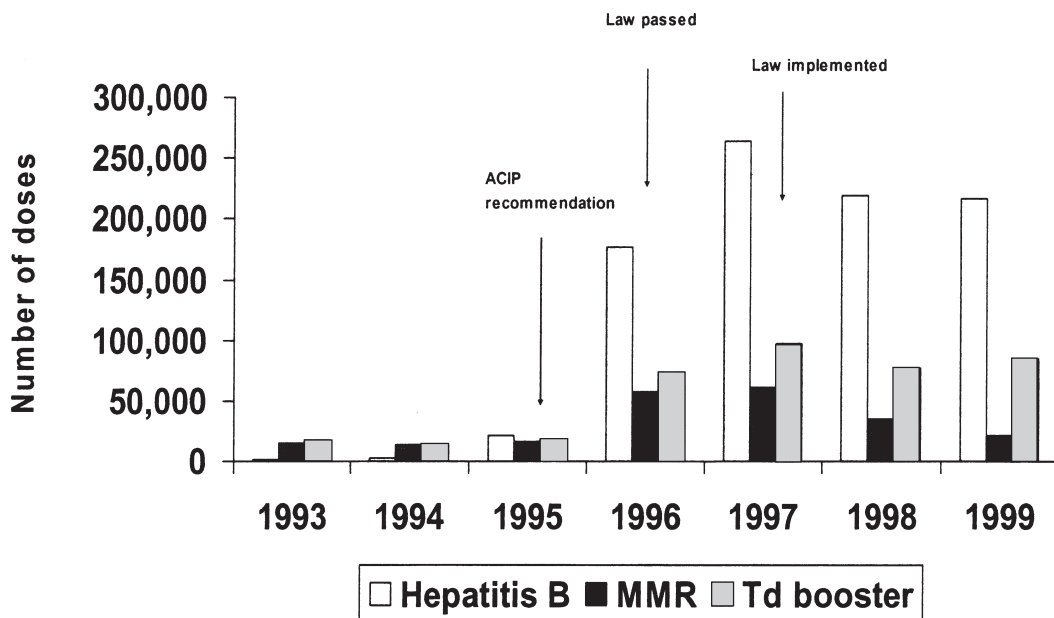 Law passed
Law implemented
ACIP
recommendation
Number of doses
300,000
250,000
200,000
150,000
100,000
50,000
0
1993 1994 1995 1996 1997 1998 1999
Hepatitis B MMR Td booster